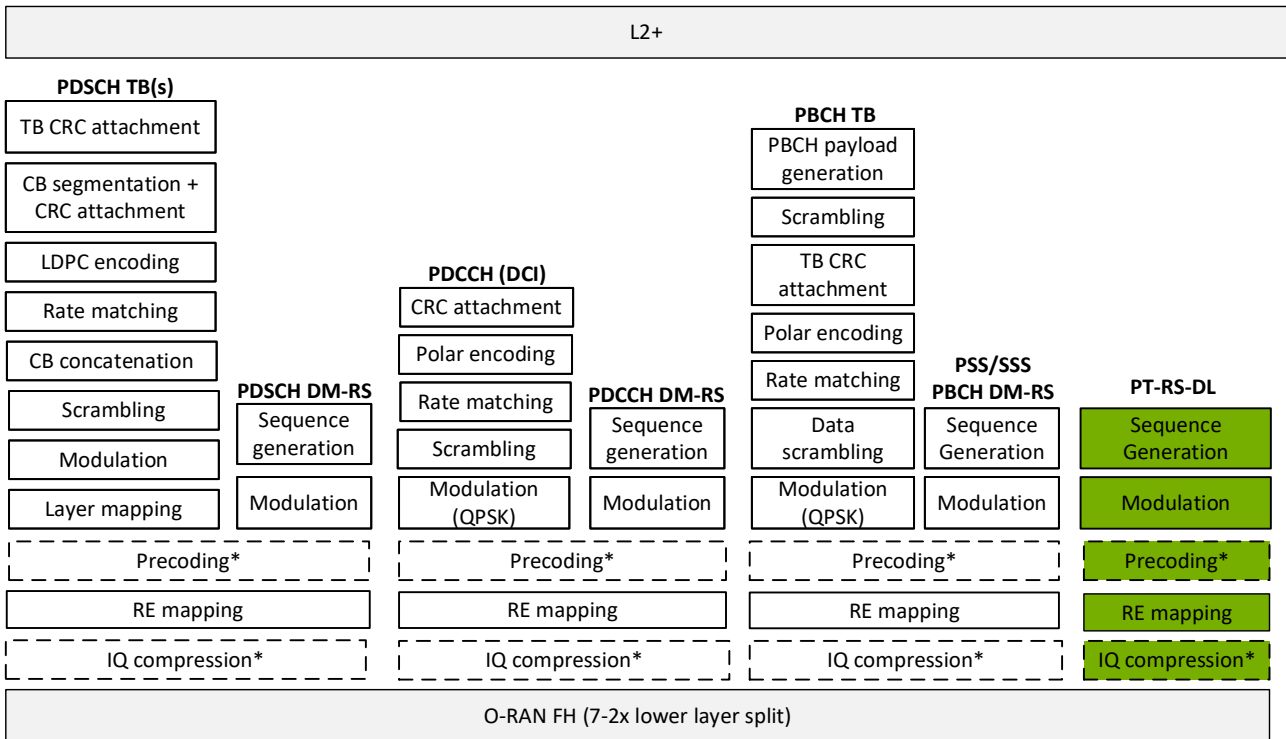 L2+
PDSCH TB(s)
TB CRC attachment
CB segmentation +
CRC attachment
LDPC encoding
Rate matching
CB concatenation
Scrambling
Modulation
Layer mapping
PDSCH DM-RS
Sequence
generation
Modulation
Precoding*
RE mapping
IQ compression*
PDCCH (DCI)
CRC attachment
Polar encoding
Rate matching
Scrambling
Modulation
(QPSK)
PDCCH DM-RS
Sequence
generation
Modulation
Precoding*
RE mapping
IQ compression*
PBCH TB
PBCH payload
generation
Scrambling
TB CRC
attachment
Polar encoding
Rate matching
Data
scrambling
Modulation
(QPSK)
PSS/SSS
PBCH DM-RS
Sequence
Generation
Modulation
Precoding*
RE mapping
IQ compression*
PT-RS-DL
Sequence
Generation
Modulation
Precoding*
RE mapping
IQ compression*
O-RAN FH (7-2x lower layer split)